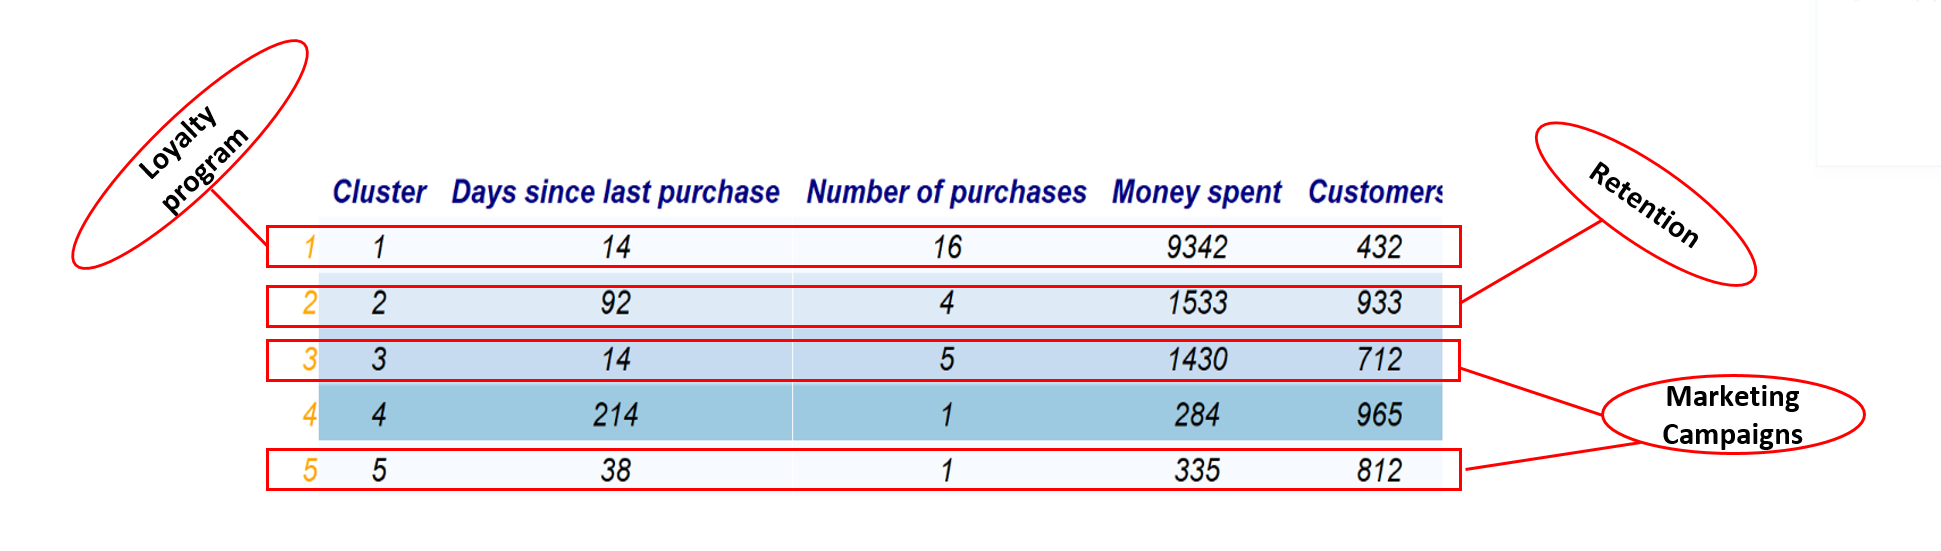 Loyalty
program
Retention
Cluster Days since last purchase Number of purchases Money spent Customers
1 1 14 16 9342 432
2 2 92 4 1533 933
3 3 14 5 1430 712
4 4 214 1 284 965
5 5 38 1 335 812
Marketing
Campaigns